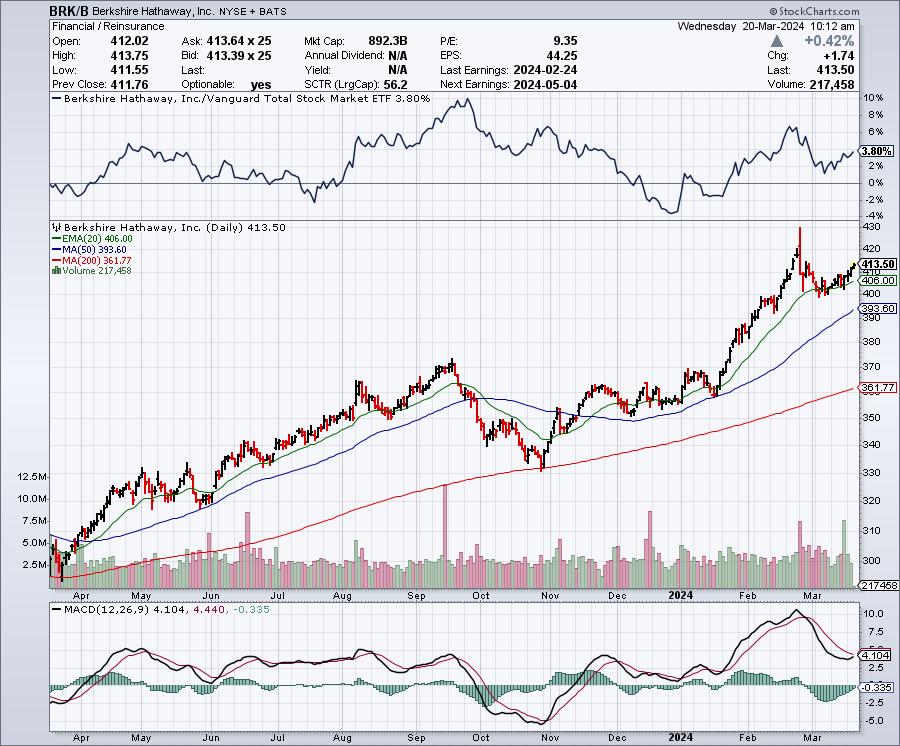 BRK/B Berkshire Hathaway, Inc. NYSE + BATS
© StockCharts.com
Financial / Reinsurance
Wednesday 20-Mar-2024 10:12 am
Open: 412.02 Ask: 413.64 x 25 Mkt Cap: 892.3B P/E: 9.35 ▲ +0.42%
High: 413.75 Bid: 413.39 x 25 Annual Dividend: N/A EPS: 44.25 Chg: +1.74
Low: 411.55 Last: Yield: N/A Last Earnings: 2024-02-24 Last: 413.50
Prev Close: 411.76 Optionable: yes SCTR (LrgCap): 56.2 Next Earnings: 2024-05-04 Volume: 217,458
Berkshire Hathaway, Inc./Vanguard Total Stock Market ETF 3.80%
10%
8%
6%
3.80%
2%
0%
-2%
-4%
Berkshire Hathaway, Inc. (Daily) 413.50
EMA(20) 406.00
MA(50) 393.60
MA(200) 361.77
Volume 217,458
430
420
413.50
410
406.00
400
393.60
390
380
370
361.77
350
340
330
320
310
300
217458
12.5M
10.0M
7.5M
5.0M
2.5M
Apr May Jun Jul Aug Sep Oct Nov Dec 2024 Feb Mar
MACD(12,26,9) 4.104, 4.440, -0.335
10.0
7.5
4.104
2.5
-0.335
-2.5
-5.0
Apr May Jun Jul Aug Sep Oct Nov Dec 2024 Feb Mar